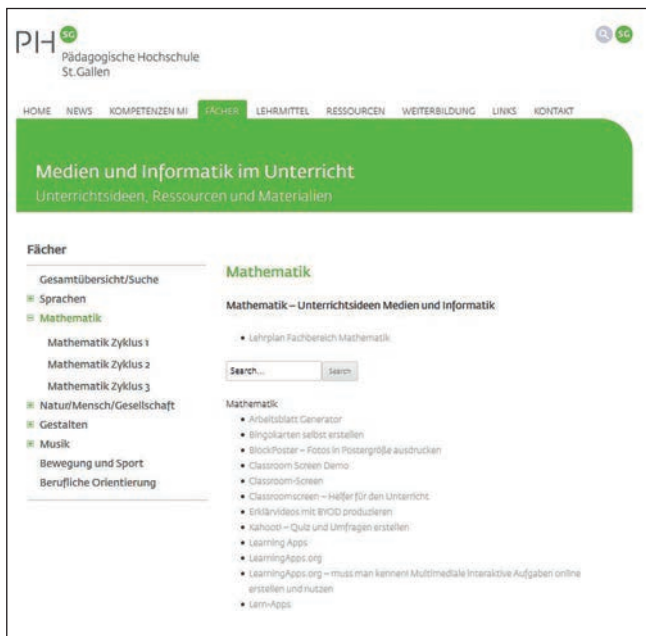 PH SG
SG
Pädagogische Hochschule
St.Gallen
HOME NEWS KOMPETENZEN MI FÄCHER LEHRMITTEL RESSOURCEN WEITERBILDUNG LINKS KONTAKT
Medien und Informatik im Unterricht
Unterrichtsideen, Ressourcen und Materialien
Fächer
Gesamtübersicht/Suche
Sprachen
Mathematik
Mathematik Zyklus 1
Mathematik Zyklus 2
Mathematik Zyklus 3
Natur/Mensch/Gesellschaft
Gestalten
Musik
Bewegung und Sport
Berufliche Orientierung
Mathematik
Mathematik – Unterrichtsideen Medien und Informatik
Lehrplan Fachbereich Mathematik
Search... Search
Mathematik
Arbeitsblatt Generator
Bingokarten selbst erstellen
BlockPoster – Fotos in Postergröße ausdrucken
Classroom Screen Demo
Classroom-Screen
Classroomscreen – Helfer für den Unterricht
Erklärvideos mit BYOD produzieren
Kahoot! – Quiz und Umfragen erstellen
Learning Apps
LearningApps.org
LearningApps.org – muss man kennen! Multimediale interaktive Aufgaben online
erstellen und nutzen
Lern-Apps